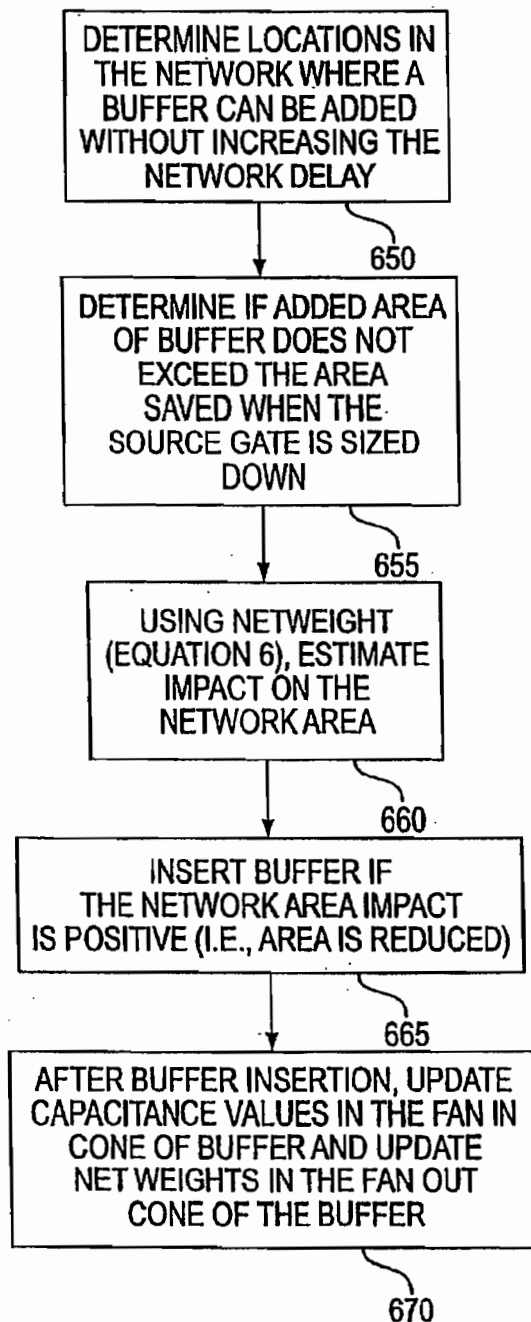 DETERMINE LOCATIONS IN
THE NETWORK WHERE A
BUFFER CAN BE ADDED
WITHOUT INCREASING THE
NETWORK DELAY
650
DETERMINE IF ADDED AREA
OF BUFFER DOES NOT
EXCEED THE AREA
SAVED WHEN THE
SOURCE GATE IS SIZED
DOWN
655
USING NETWEIGHT
(EQUATION 6), ESTIMATE
IMPACT ON THE
NETWORK AREA
660
INSERT BUFFER IF
THE NETWORK AREA IMPACT
IS POSITIVE (I.E., AREA IS REDUCED)
665
AFTER BUFFER INSERTION, UPDATE
CAPACITANCE VALUES IN THE FAN IN
CONE OF BUFFER AND UPDATE
NET WEIGHTS IN THE FAN OUT
CONE OF THE BUFFER
670